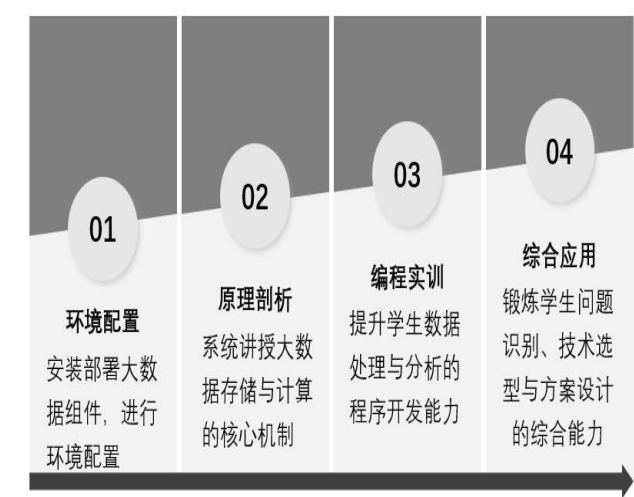 01
环境配置
安装部署大数
据组件，进行
环境配置
02
原理剖析
系统讲授大数
据存储与计算
的核心机制
03
编程实训
提升学生数据
处理与分析的
程序开发能力
04
综合应用
锻炼学生问题
识别、技术选
型与方案设计
的综合能力